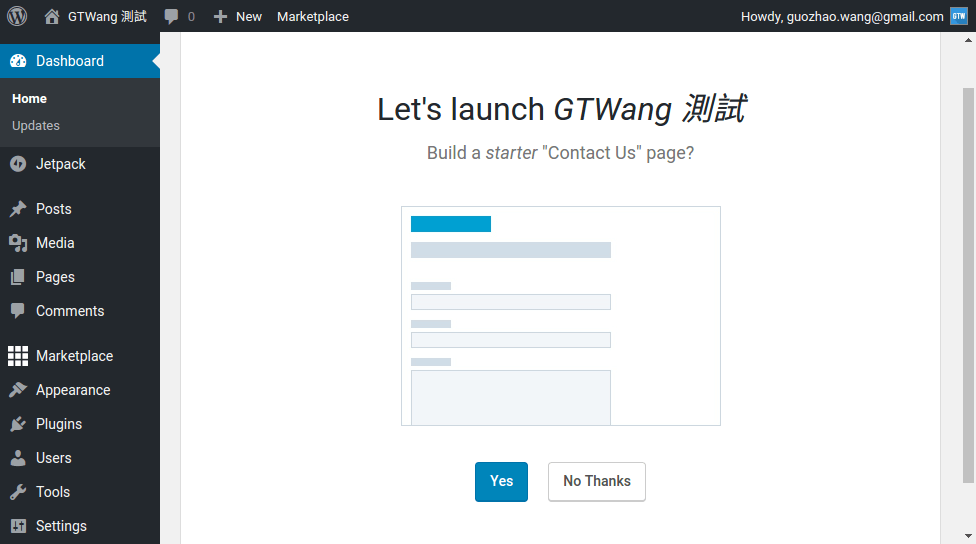 GTWang 測試 0 New Marketplace Howdy, guozhao.wang@gmail.com GTW
Dashboard
Home
Updates
Jetpack
Posts
Media
Pages
Comments
Marketplace
Appearance
Plugins
Users
Tools
Settings
Let's launch GTWang 測試
Build a starter "Contact Us" page?
Yes No Thanks